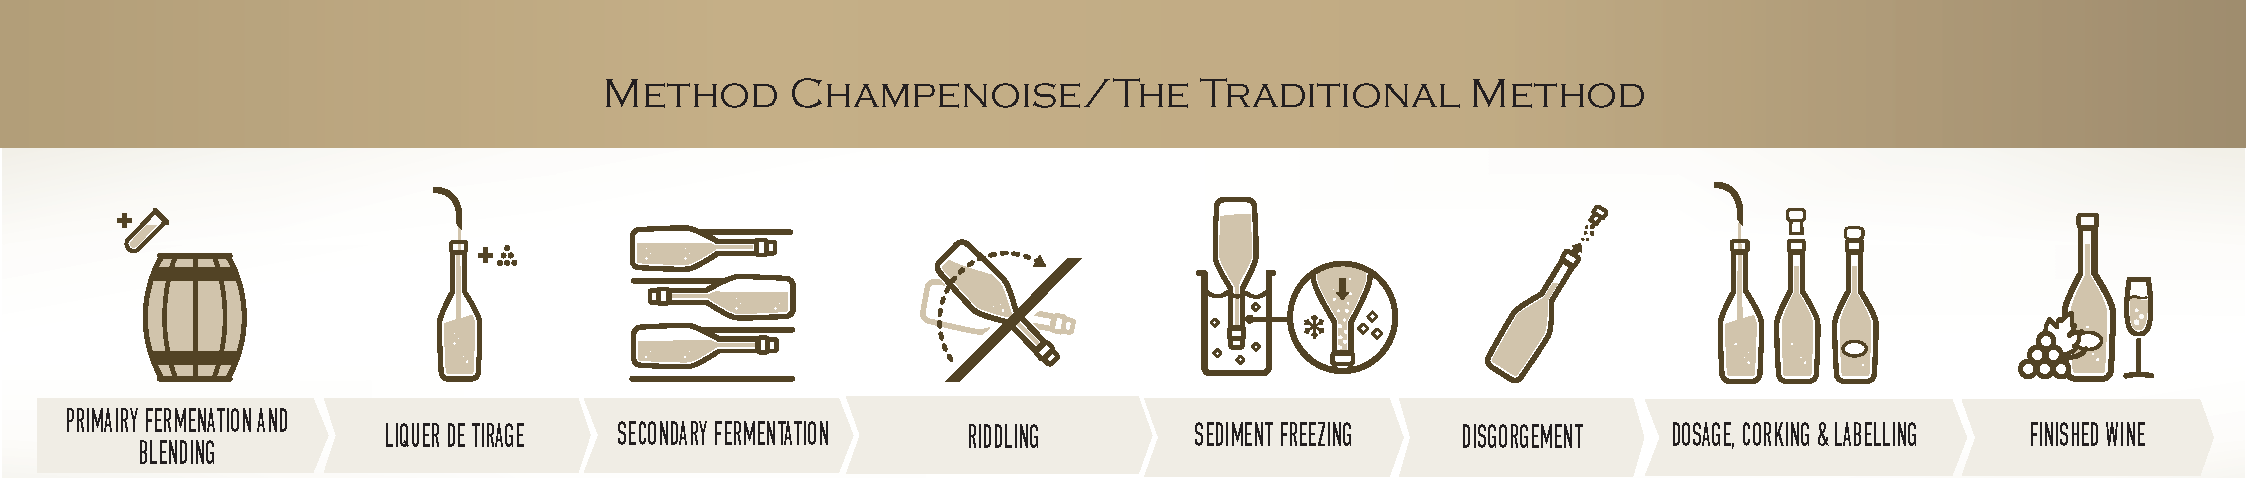 METHOD CHAMPENOISE/THE TRADITIONAL METHOD
PRIMAIRY FERMENATION AND
BLENDING
LIQUER DE TIRAGE
SECONDARY FERMENTATION
RIDDLING
SEDIMENT FREEZING
DISGORGEMENT
DOSAGE, CORKING & LABELLING
FINISHED WINE